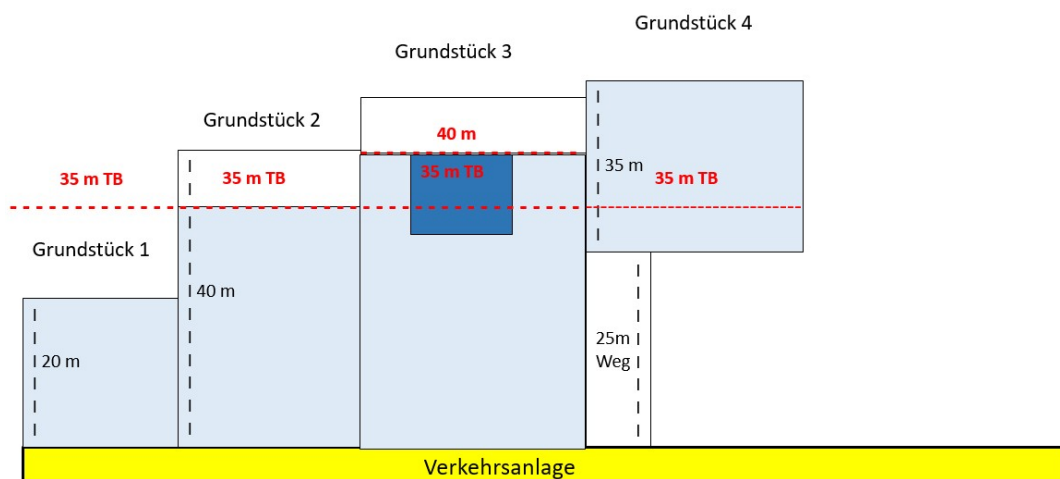 Grundstück 4
Grundstück 3
Grundstück 2
40 m
35 m TB
35 m TB
35 m TB
35 m
35 m TB
Grundstück 1
40 m
20 m
25m
Weg
Verkehrsanlage